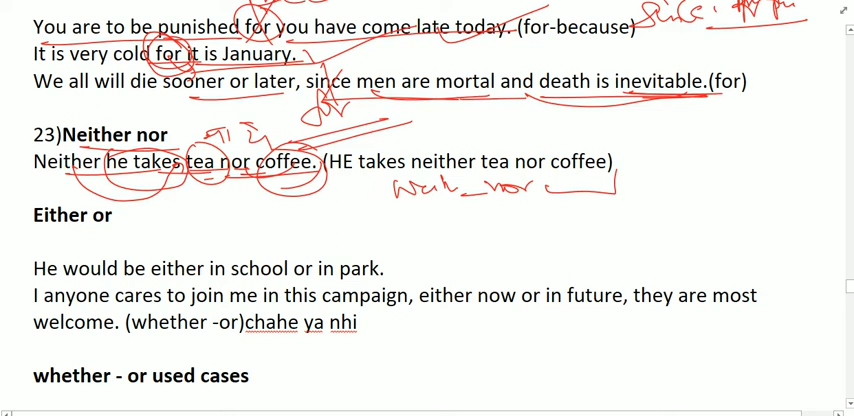 You are to be punished for you have come late today. (for-because)
since.
It is very cold for it is January.
We all will die sooner or later, since men are mortal and death is inevitable.(for)
for
23)Neither nor
Neither he takes tea nor coffee. (HE takes neither tea nor coffee)
nor
Either or
He would be either in school or in park.
I anyone cares to join me in this campaign, either now or in future, they are most
welcome. (whether -or)chahe ya nhi
whether - or used cases